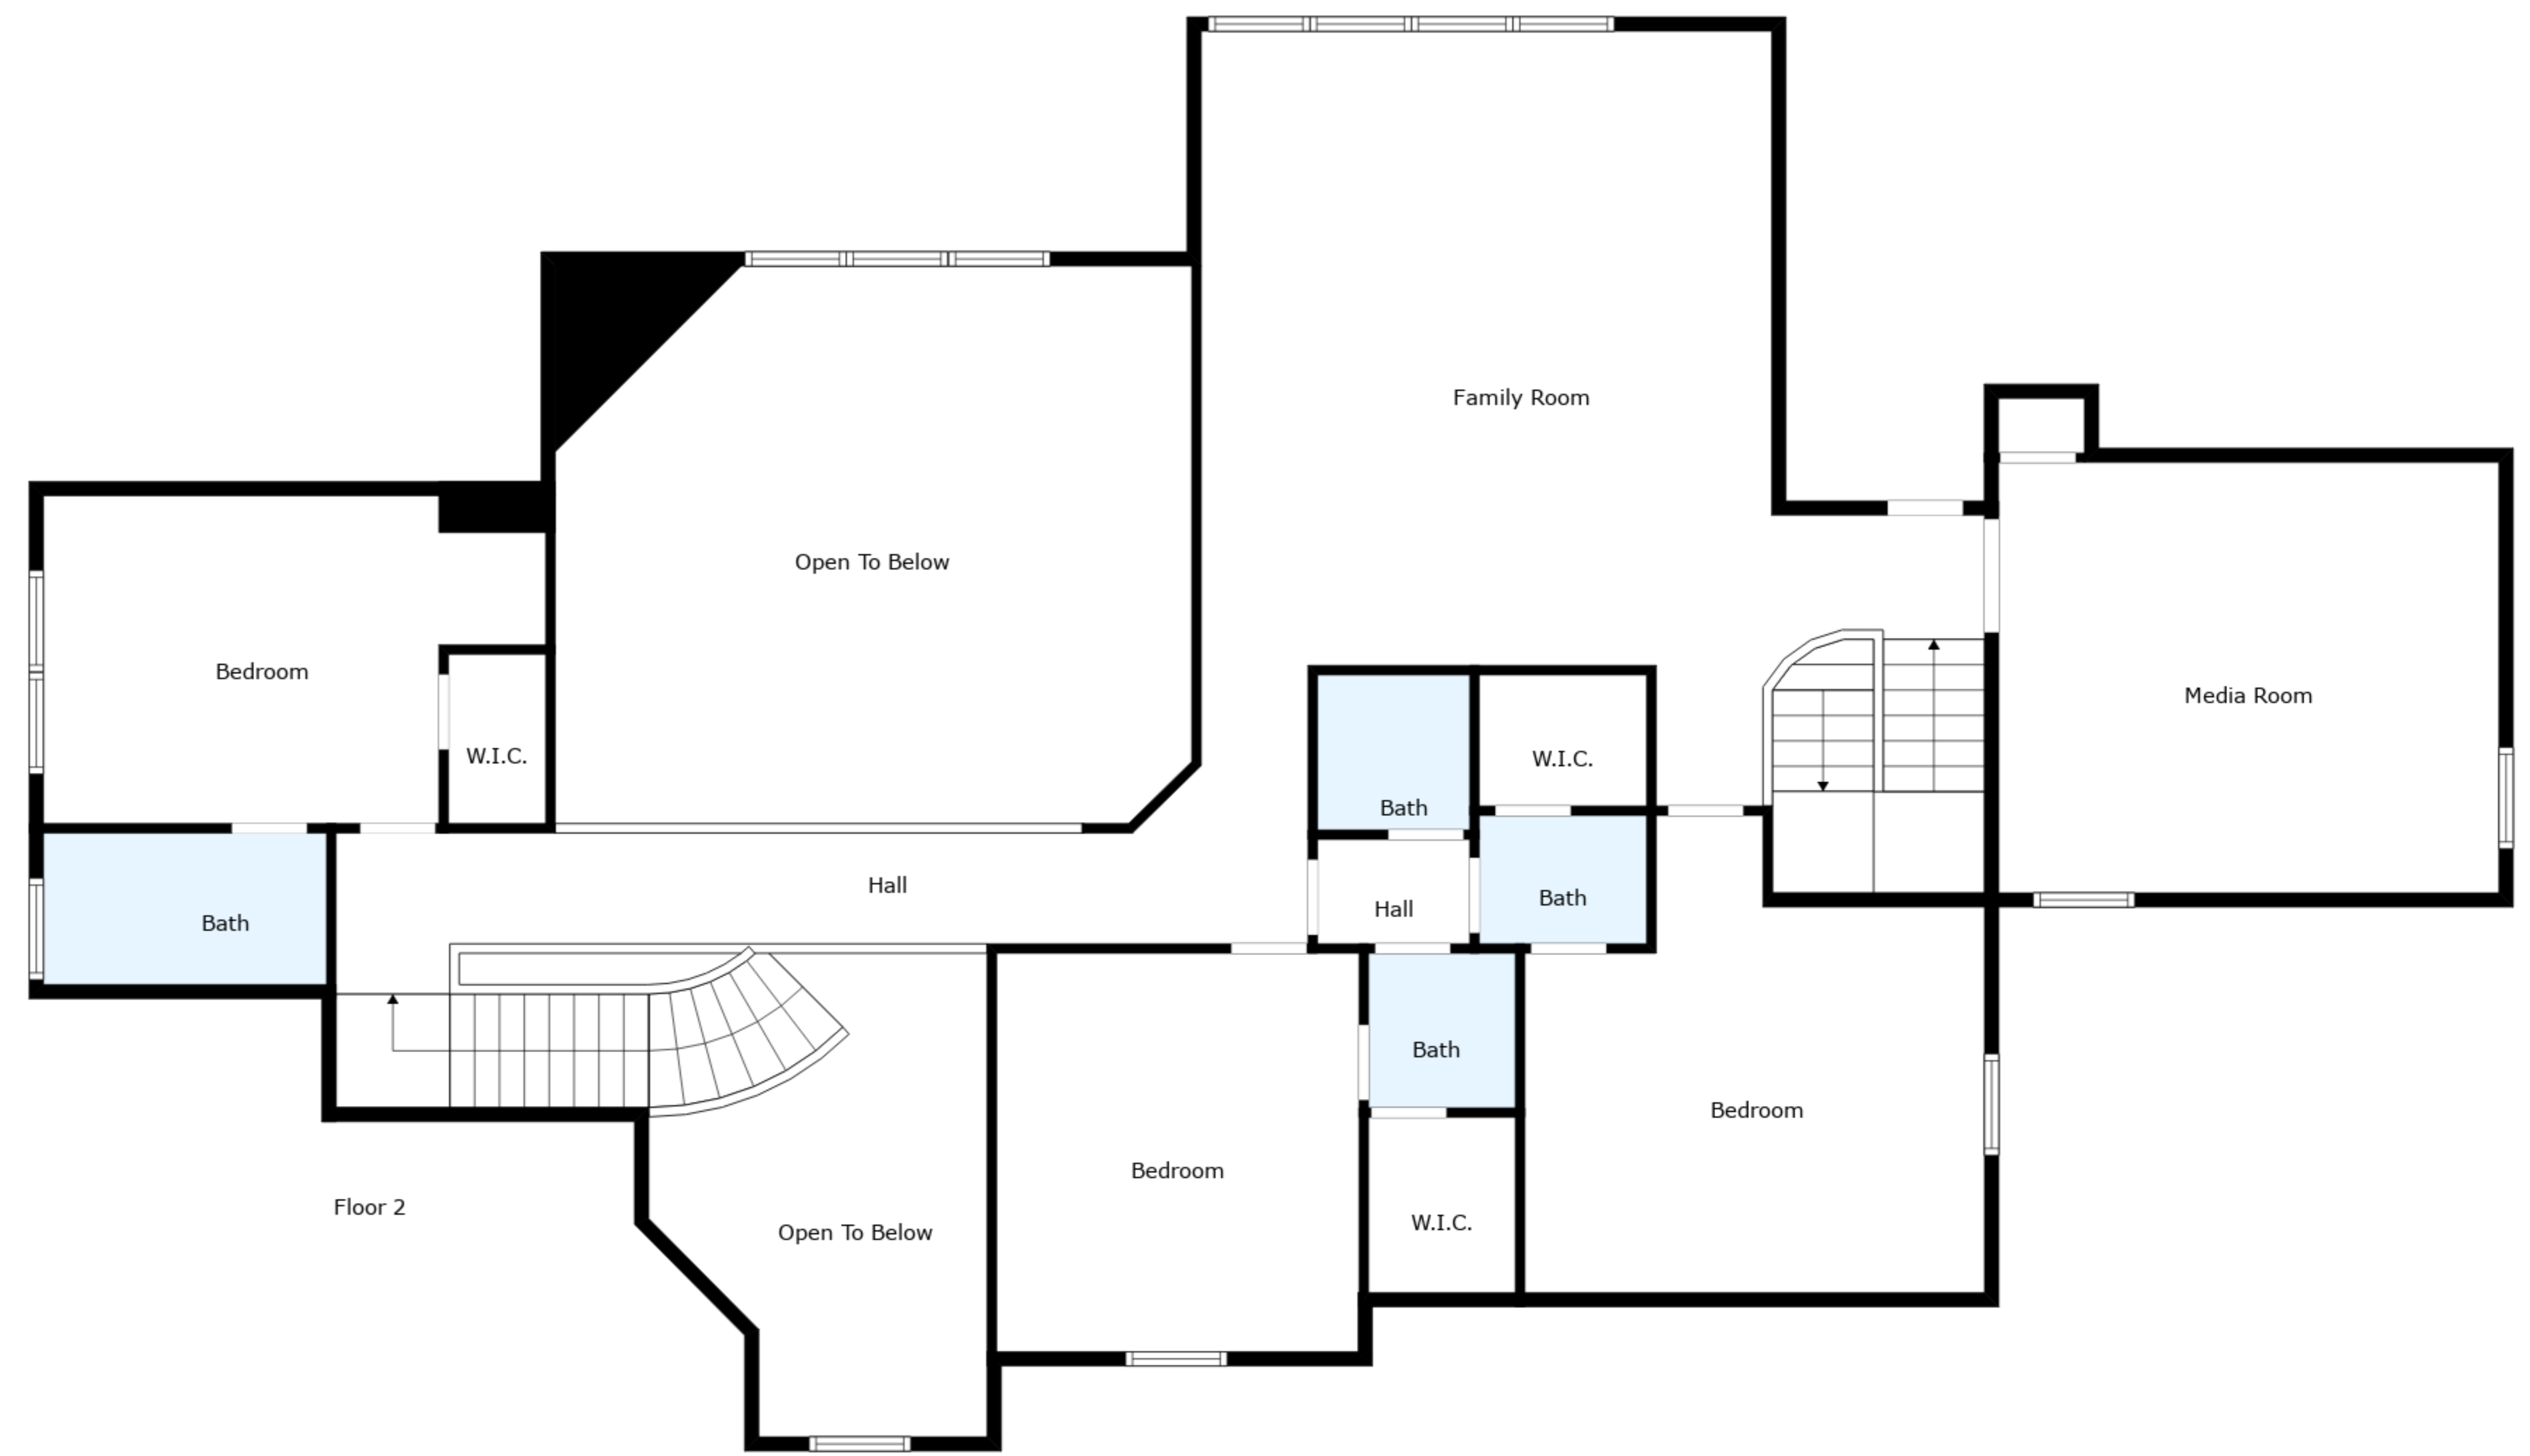 Family Room
Open To Below
Bedroom
Media Room
W.I.C.
W.I.C.
Bath
Hall
Bath
Hall
Bath
Bath
Bedroom
Bedroom
Floor 2
W.I.C.
Open To Below